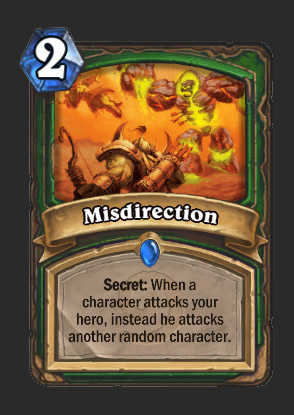 2
Misdirection
Secret: When a
character attacks your
hero, instead he attacks
another random character.